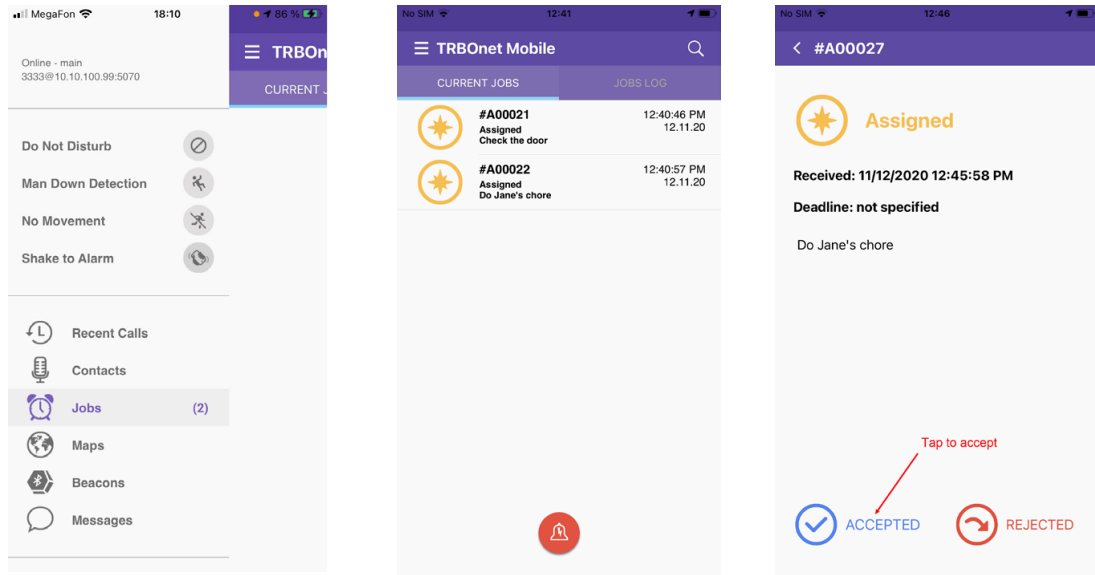 MegaFon
18:10
86 %
Online - main
3333@10.10.100.99:5070
TRBOn
CURRENT J
Do Not Disturb
Man Down Detection
No Movement
Shake to Alarm
Recent Calls
Contacts
Jobs (2)
Maps
Beacons
Messages
No SIM
12:41
TRBOnet Mobile
CURRENT JOBS
JOBS LOG
#A00021
12:40:46 PM
Assigned
12.11.20
Check the door
#A00022
12:40:57 PM
Assigned
12.11.20
Do Jane's chore
No SIM
12:46
#A00027
Assigned
Received: 11/12/2020 12:45:58 PM
Deadline: not specified
Do Jane's chore
Tap to accept
ACCEPTED
REJECTED